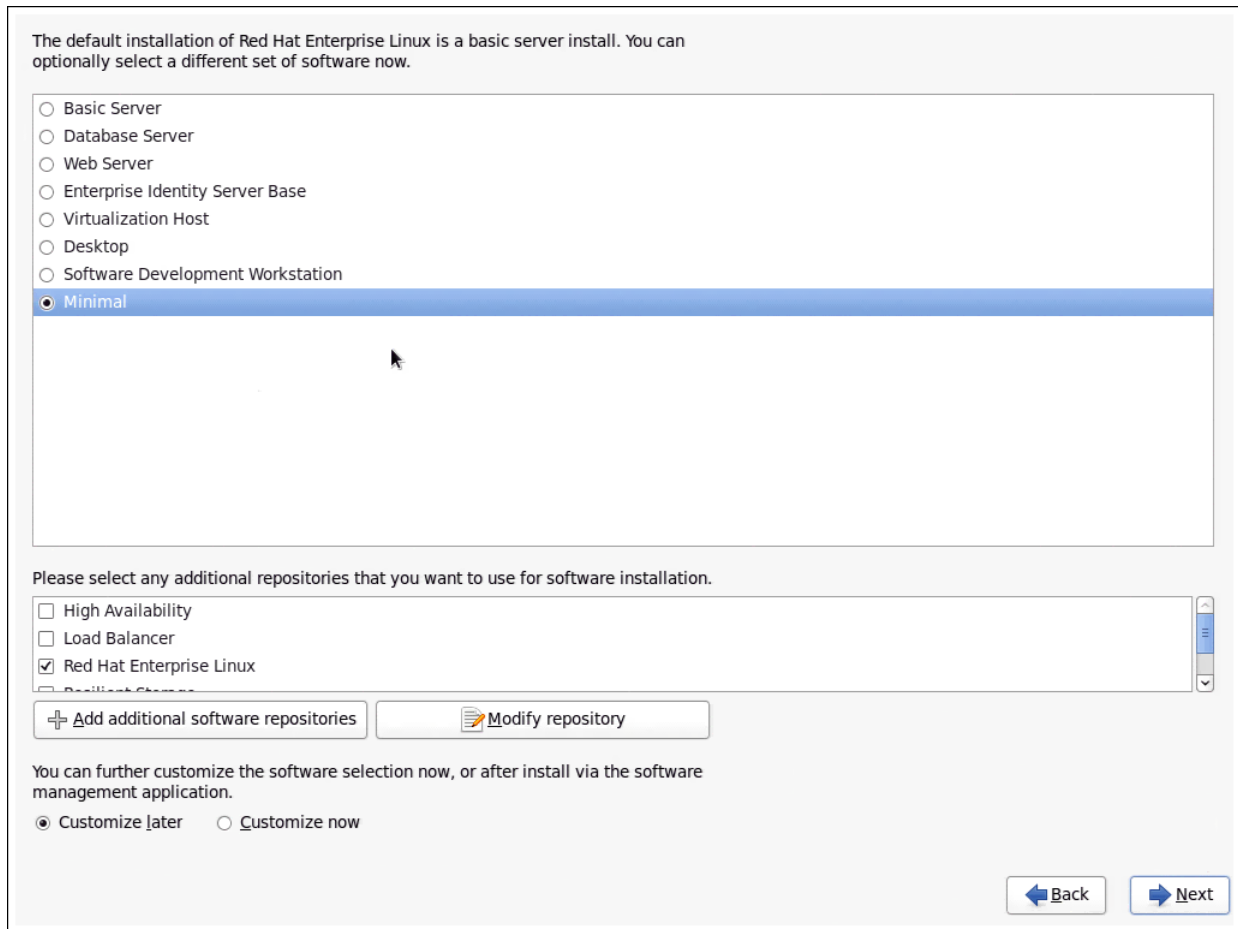 The default installation of Red Hat Enterprise Linux is a basic server install. You can
optionally select a different set of software now.
Basic Server
Database Server
Web Server
Enterprise Identity Server Base
Virtualization Host
Desktop
Software Development Workstation
Minimal
Please select any additional repositories that you want to use for software installation.
High Availability
Load Balancer
Red Hat Enterprise Linux
Resilient Storage
Add additional software repositories
Modify repository
You can further customize the software selection now, or after install via the software
management application.
Customize later
Customize now
Back
Next